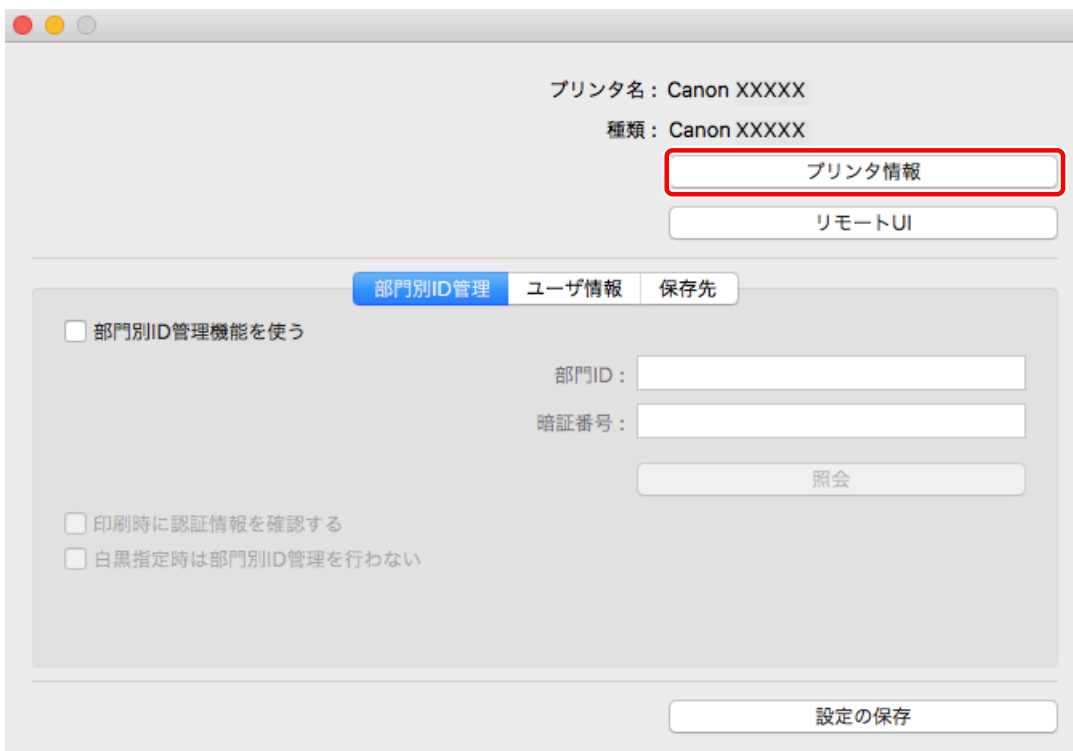 プリンタ名： Canon XXXXX
種類： Canon XXXXX
プリンタ情報
リモートUI
部門別ID管理 ユーザ情報 保存先
部門別ID管理機能を使う
部門ID：
暗証番号：
照会
印刷時に認証情報を確認する
白黒指定時は部門別ID管理を行わない
設定の保存